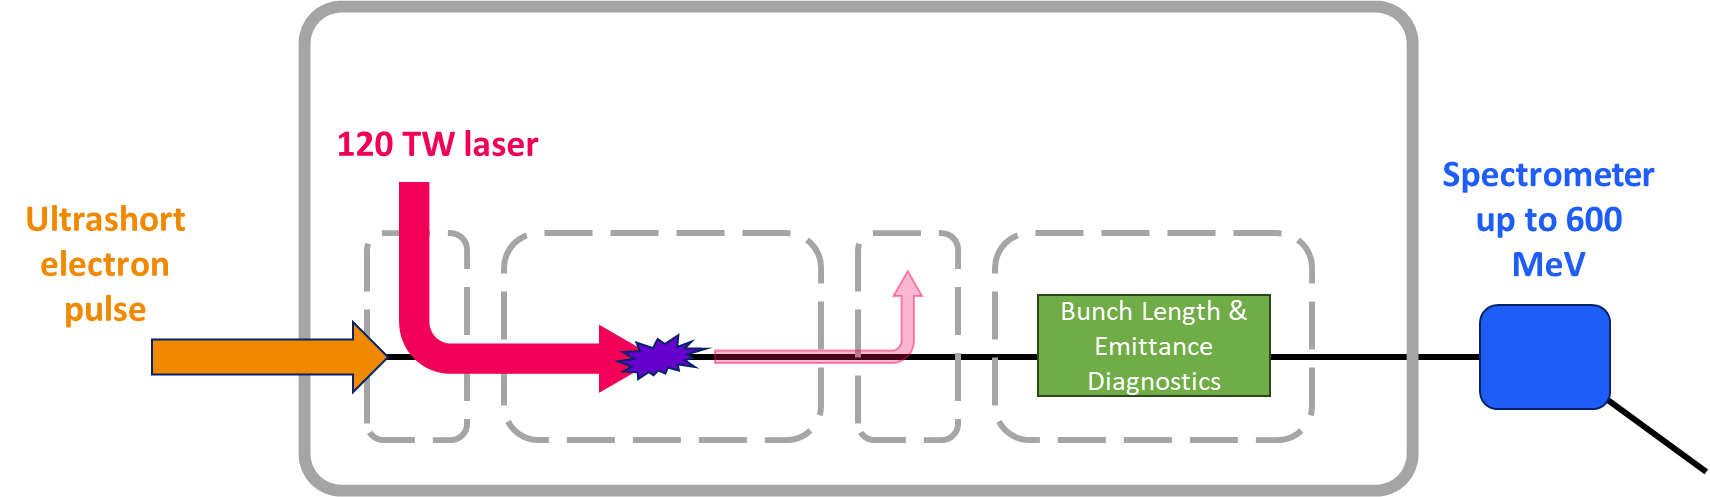 120 TW laser
Ultrashort
electron
pulse
Bunch Length &
Emittance
Diagnostics
Spectrometer
up to 600
MeV